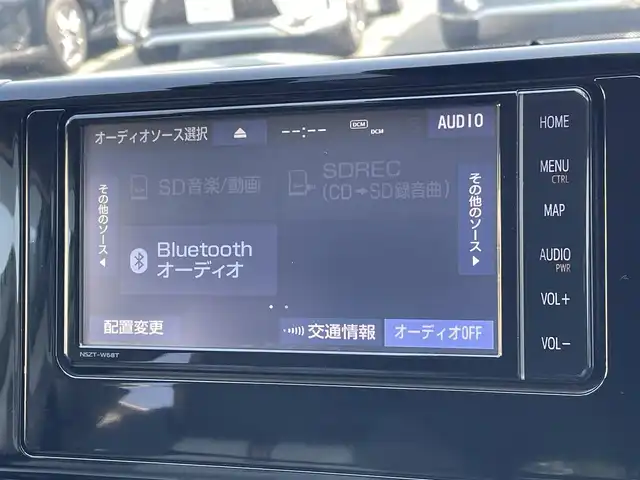 オーディオソース選択
--:--
DCM
DCM
AUDIO
その他のソース
SD音楽/動画
SDREC
(CD➡SD録音曲)
その他のソース
Bluetooth
オーディオ
配置変更
交通情報
オーディオOFF
NSZT-W68T
HOME
MENU
CTRL
MAP
AUDIO
PWR
VOL+
VOL-